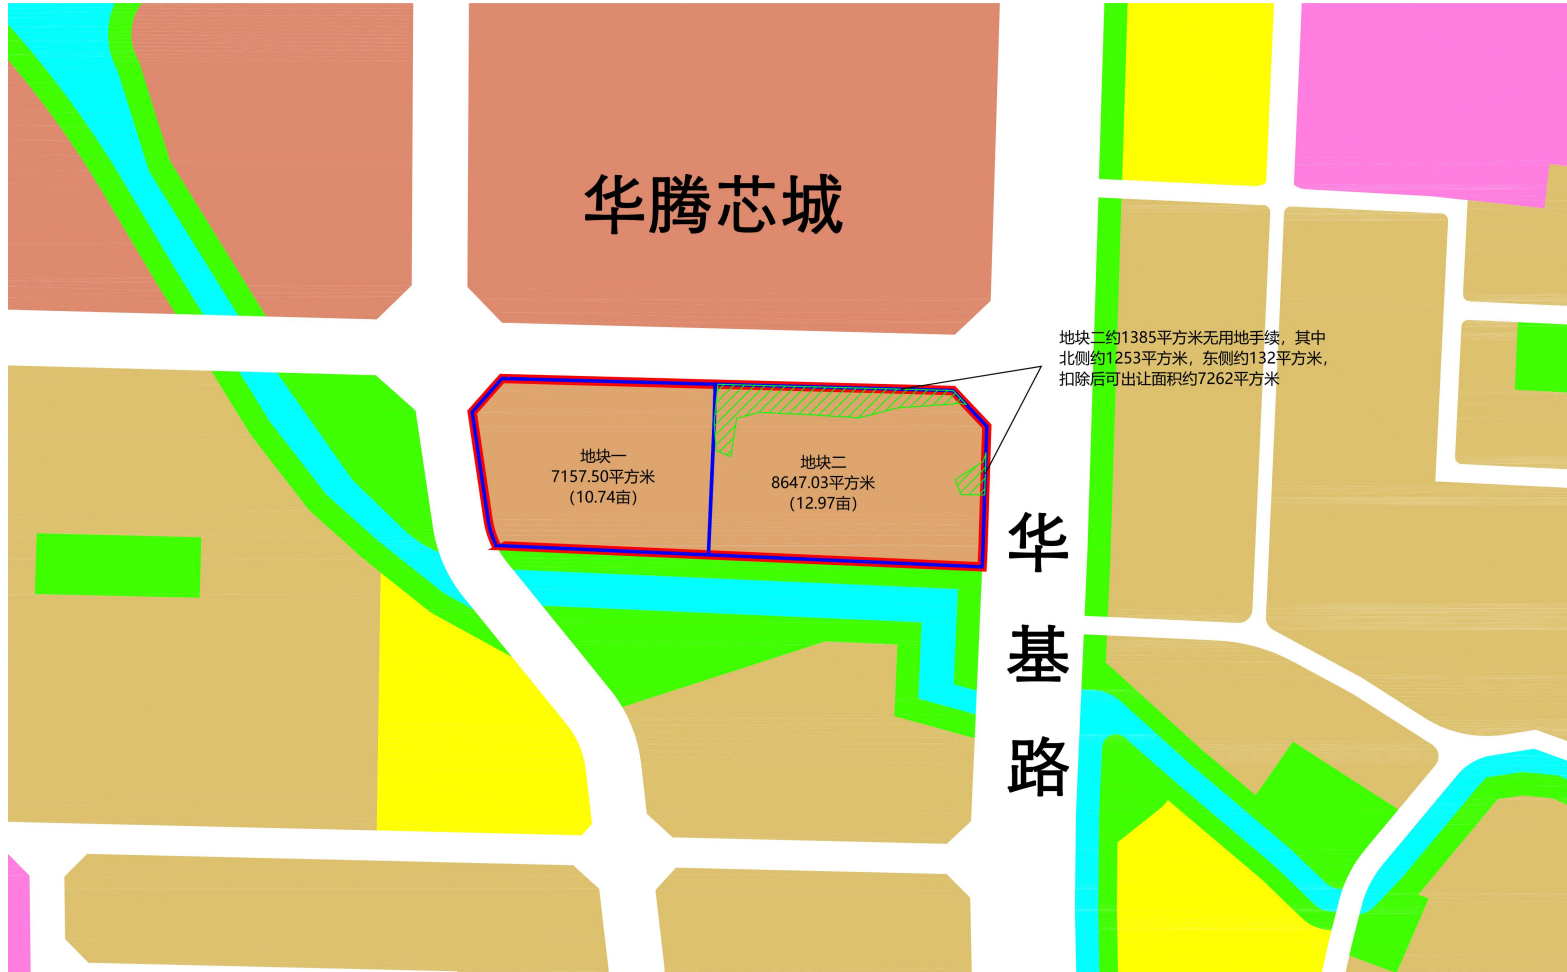 华腾芯城
地块二约1385平方米无用地手续，其中
北侧约1253平方米，东侧约132平方米，
扣除后可出让面积约7262平方米
地块一
7157.50平方米
（10.74亩）
地块二
8647.03平方米
（12.97亩）
华
基
路